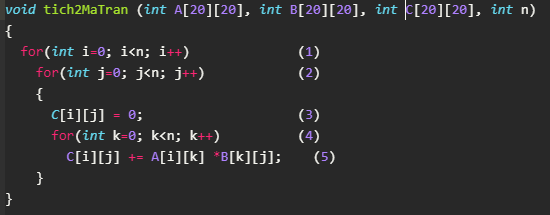 void tich2MaTran (int A[20][20], int B[20][20], int C[20][20], int n)
{
  for(int i=0; i<n; i++)              (1)
    for(int j=0; j<n; j++)            (2)
    {
      C[i][j] = 0;                    (3)
      for(int k=0; k<n; k++)          (4)
        C[i][j] += A[i][k] *B[k][j];    (5)
    }
}